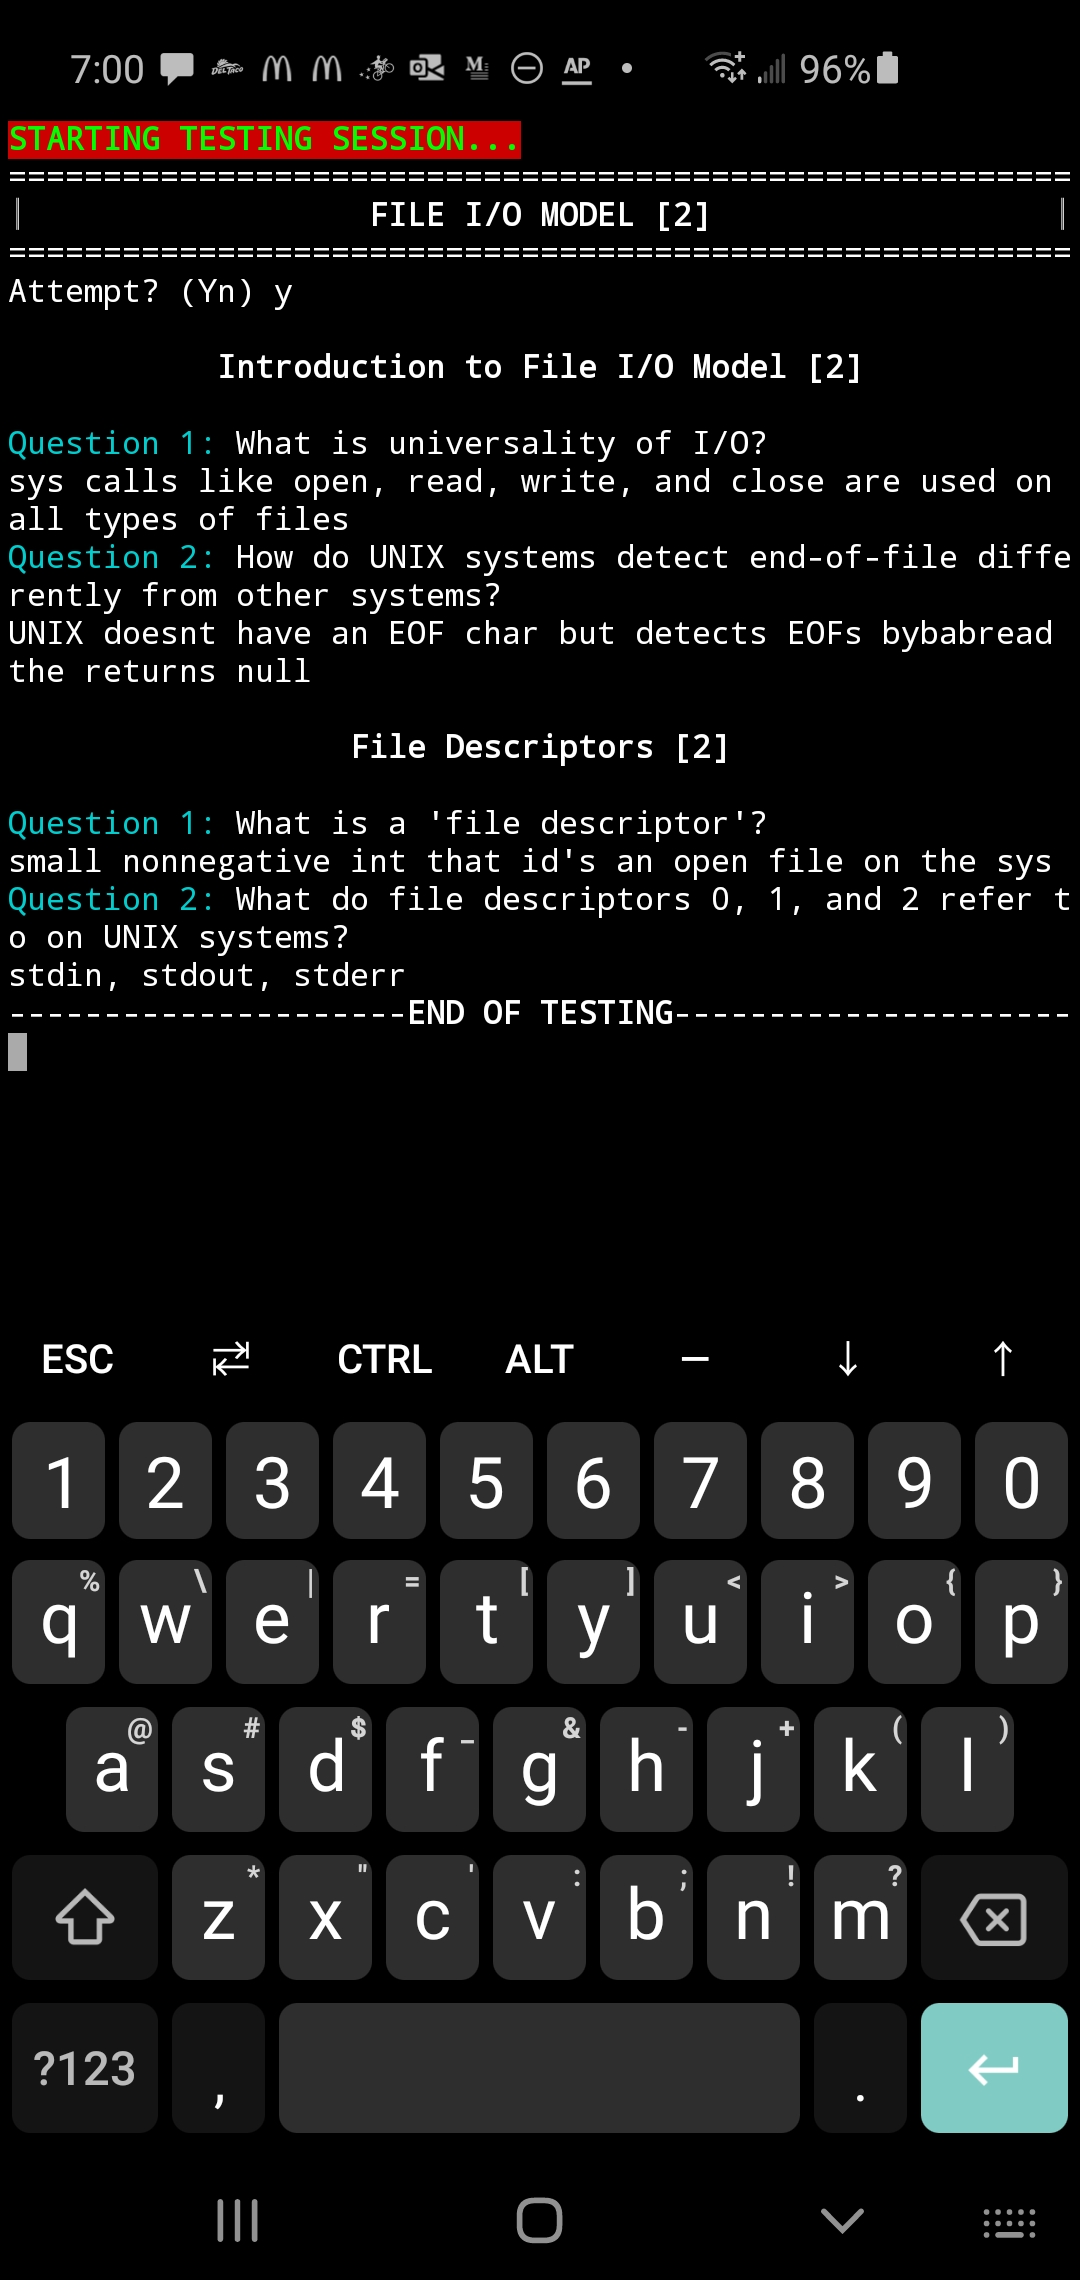 7:00 DEL TACO M AP 96%
STARTING TESTING SESSION...
========================================================
| FILE I/O MODEL [2] |
========================================================
Attempt? (Yn) y
Introduction to File I/O Model [2]
Question 1: What is universality of I/O?
sys calls like open, read, write, and close are used on
all types of files
Question 2: How do UNIX systems detect end-of-file diffe
rently from other systems?
UNIX doesnt have an EOF char but detects EOFs bybabread
the returns null
File Descriptors [2]
Question 1: What is a 'file descriptor'?
small nonnegative int that id's an open file on the sys
Question 2: What do file descriptors 0, 1, and 2 refer t
o on UNIX systems?
stdin, stdout, stderr
---------------------END OF TESTING---------------------
ESC CTRL ALT – ↓ ↑
1 2 3 4 5 6 7 8 9 0
% \ | = [ ] < > { }
q w e r t y u i o p
@ # $ _ & - + ( )
a s d f g h j k l
* " ' : ; ! ?
z x c v b n m
?123 , .